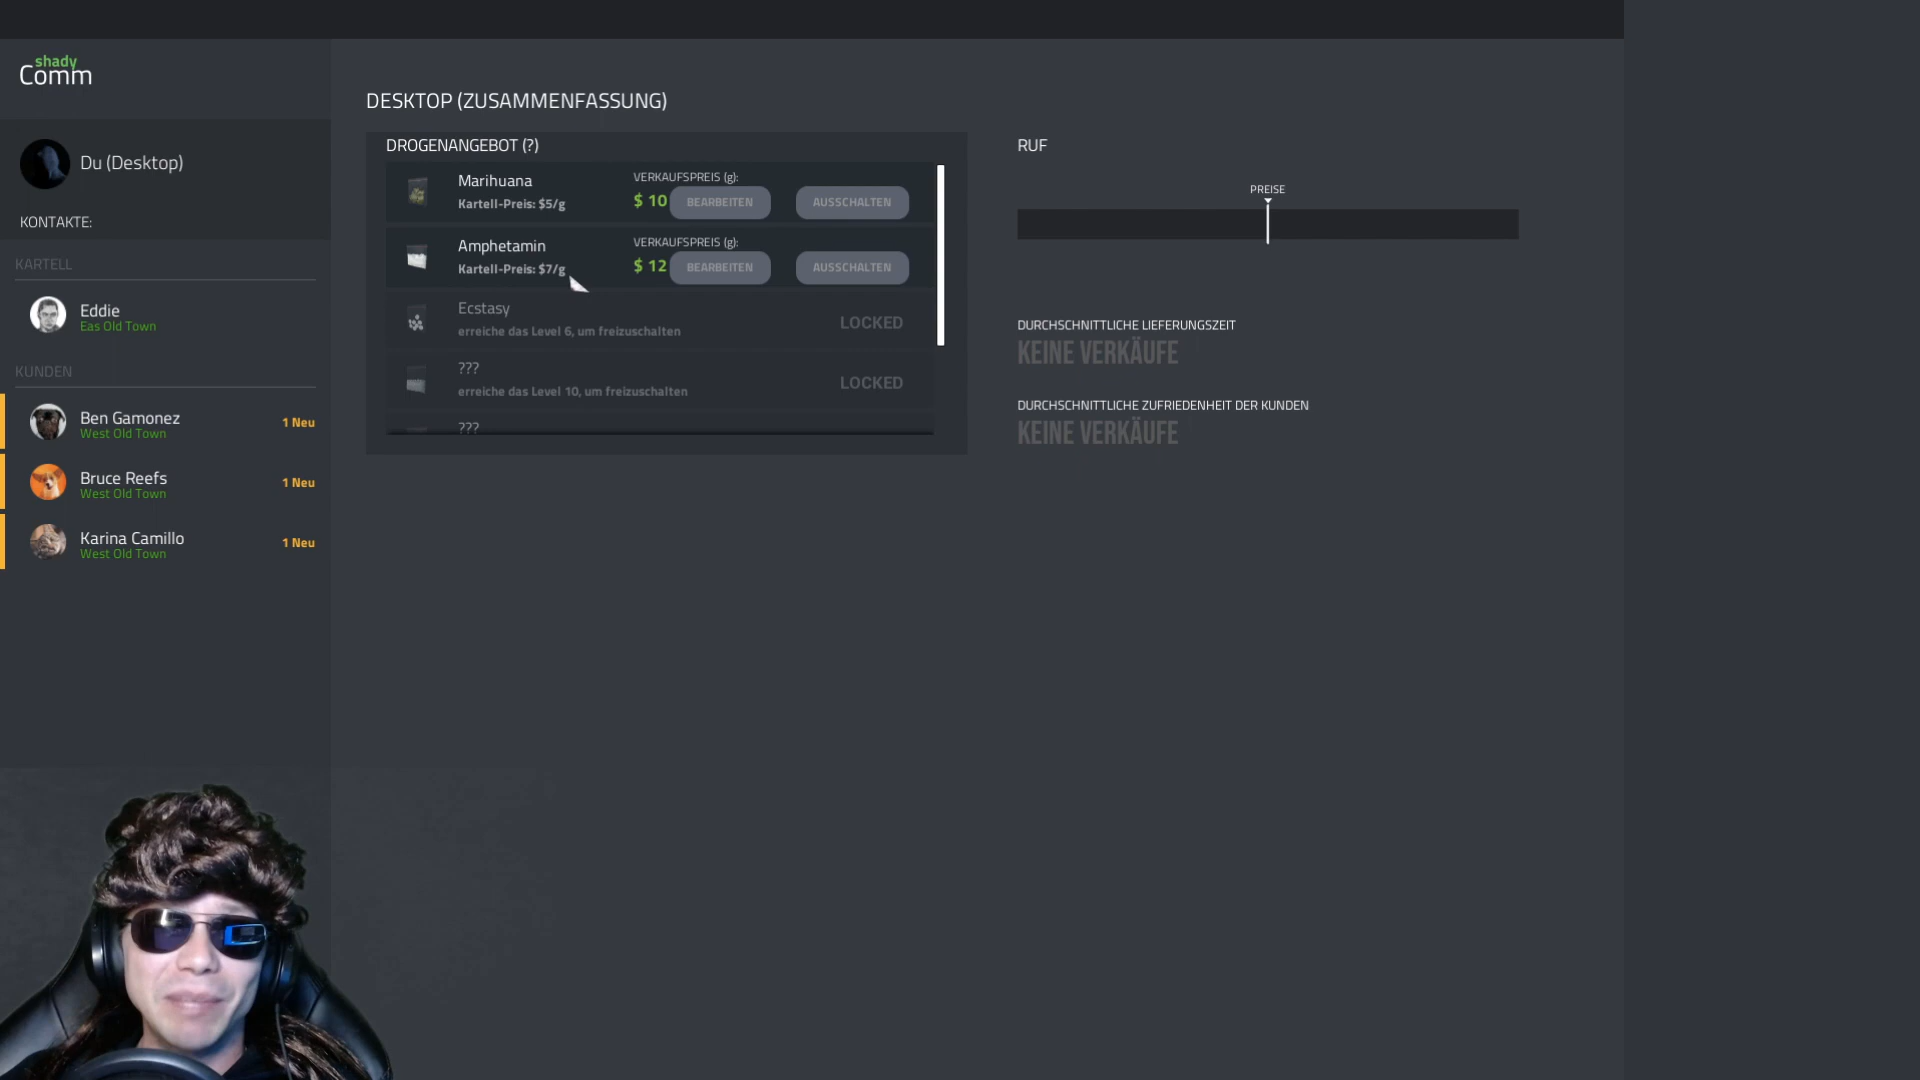 shady
Comm
Du (Desktop)
KONTAKTE:
KARTELL
Eddie
Eas Old Town
KUNDEN
Ben Gamonez
West Old Town
1 Neu
Bruce Reefs
West Old Town
1 Neu
Karina Camillo
West Old Town
1 Neu
DESKTOP (ZUSAMMENFASSUNG)
DROGENANGEBOT (?)
Marihuana
Kartell-Preis: $5/g
VERKAUFSPREIS (g):
$ 10
BEARBEITEN
AUSSCHALTEN
Amphetamin
Kartell-Preis: $7/g
VERKAUFSPREIS (g):
$ 12
BEARBEITEN
AUSSCHALTEN
Ecstasy
erreiche das Level 6, um freizuschalten
LOCKED
???
erreiche das Level 10, um freizuschalten
LOCKED
???
RUF
PREISE
DURCHSCHNITTLICHE LIEFERUNGSZEIT
KEINE VERKÄUFE
DURCHSCHNITTLICHE ZUFRIEDENHEIT DER KUNDEN
KEINE VERKÄUFE